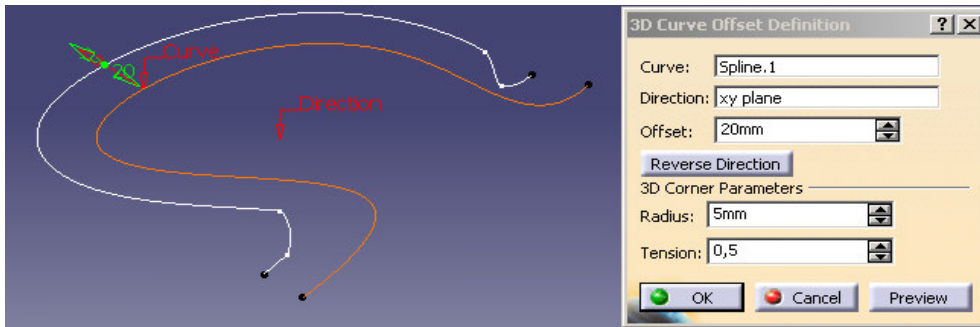 Curve
20
Direction
3D Curve Offset Definition
Curve: Spline.1
Direction: xy plane
Offset: 20mm
Reverse Direction
3D Corner Parameters
Radius: 5mm
Tension: 0,5
OK Cancel Preview